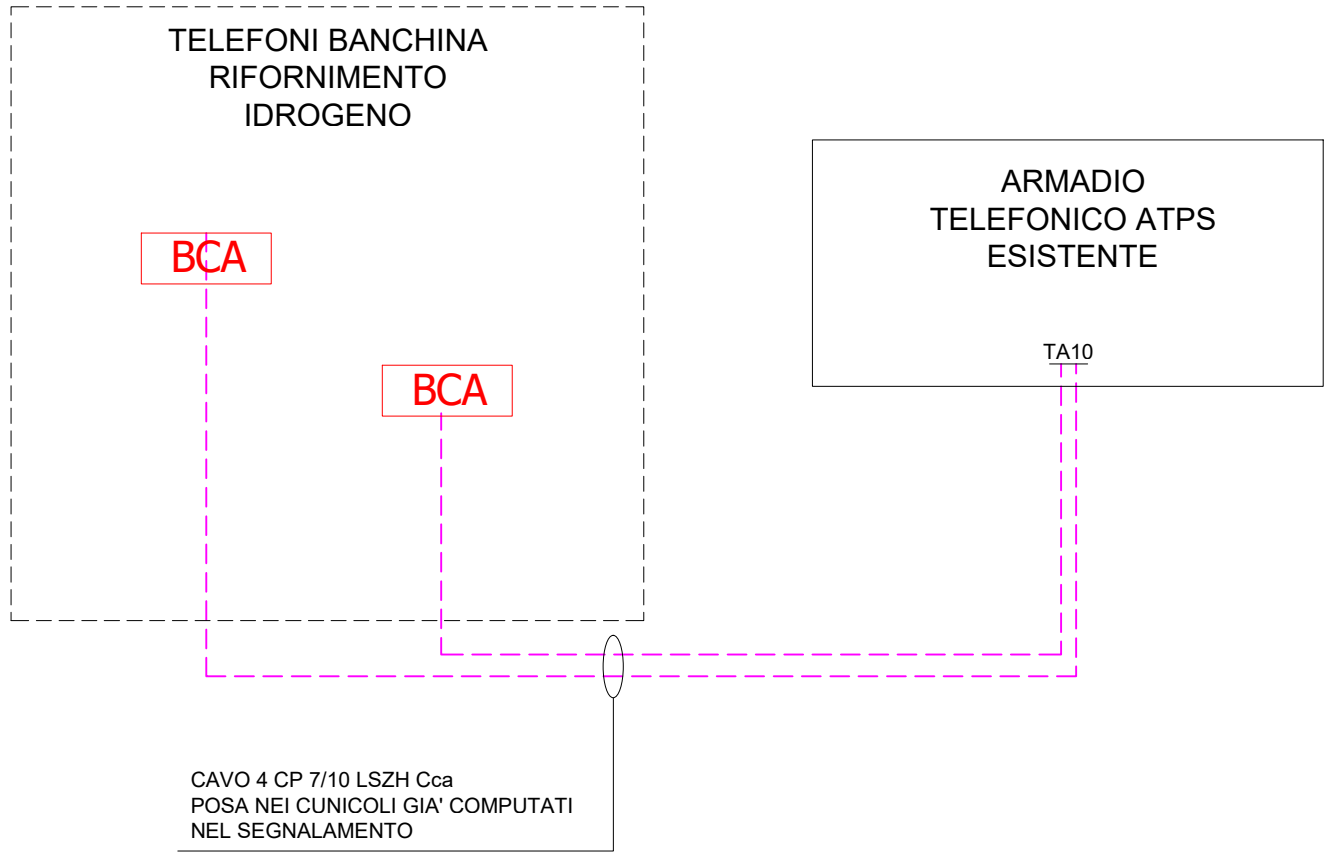 TELEFONI BANCHINA
RIFORNIMENTO
IDROGENO
ARMADIO
TELEFONICO ATPS
ESISTENTE
BCA
TA10
BCA
CAVO 4 CP 7/10 LSZH Cca
POSA NEI CUNICOLI GIA' COMPUTATI
NEL SEGNALAMENTO